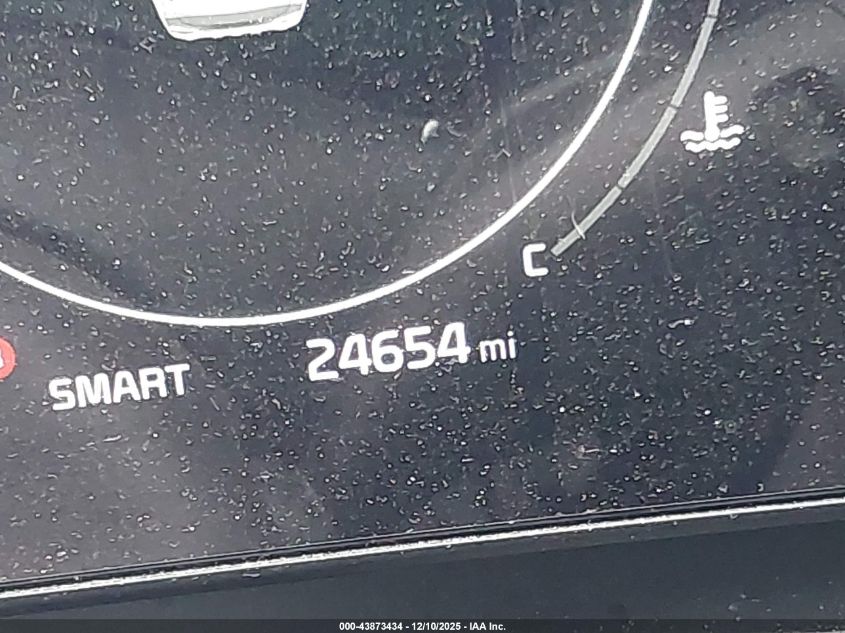 C
24654 mi
SMART
000-43873434 - 12/10/2025 - IAA Inc.